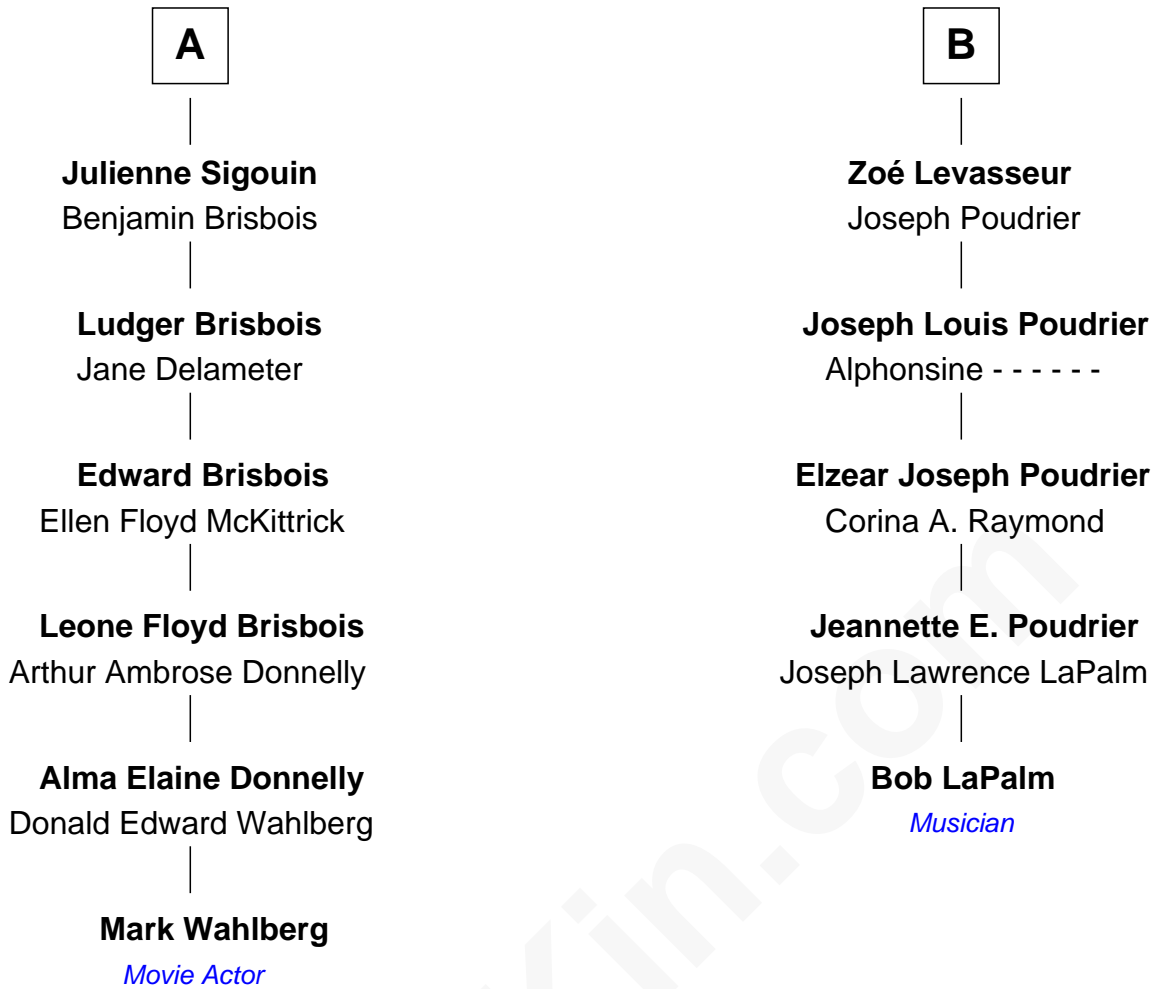 A
Julienne Sigouin
Benjamin Brisbois
Ludger Brisbois
Jane Delameter
Edward Brisbois
Ellen Floyd McKittrick
Leone Floyd Brisbois
Arthur Ambrose Donnelly
Alma Elaine Donnelly
Donald Edward Wahlberg
Mark Wahlberg
Movie Actor
B
Zoé Levasseur
Joseph Poudrier
Joseph Louis Poudrier
Alphonsine - - - - - -
Elzear Joseph Poudrier
Corina A. Raymond
Jeannette E. Poudrier
Joseph Lawrence LaPalm
Bob LaPalm
Musician
Kin.com